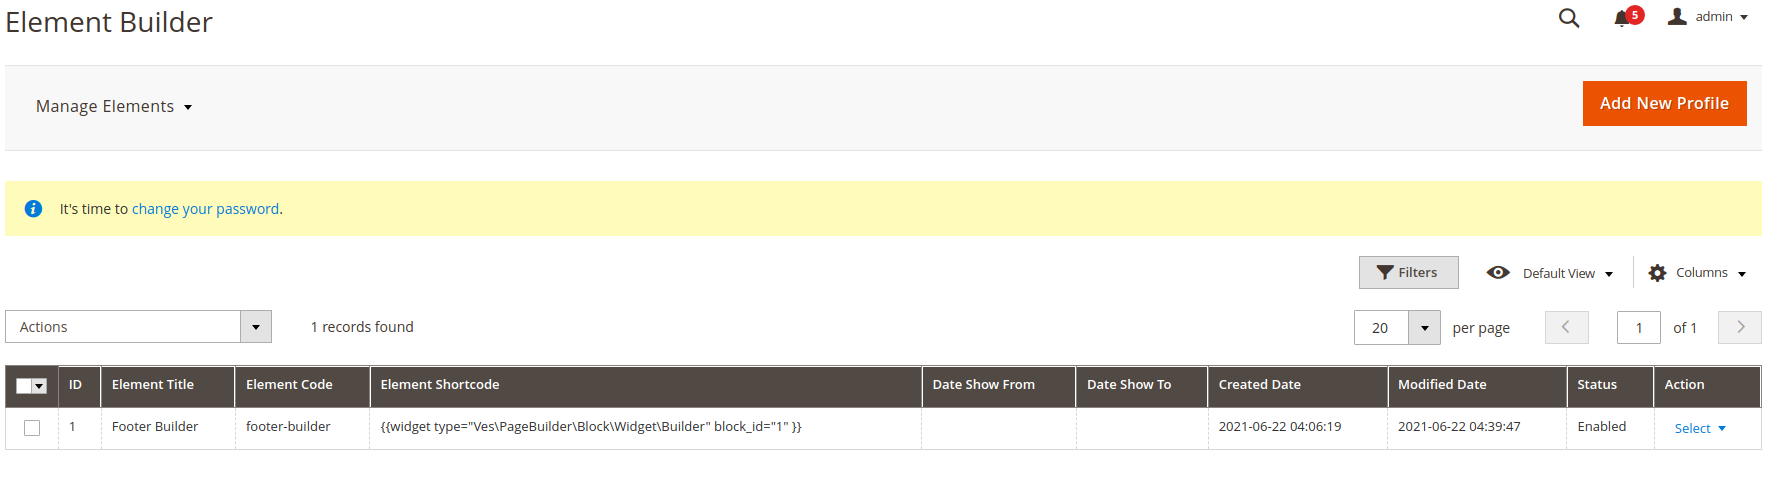 Element Builder
5
admin
Manage Elements
Add New Profile
It's time to change your password.
Filters
Default View
Columns
Actions
1 records found
20
per page
1
of 1
ID Element Title Element Code Element Shortcode Date Show From Date Show To Created Date Modified Date Status Action
1 Footer Builder footer-builder {{widget type="Ves\PageBuilder\Block\Widget\Builder" block_id="1" }} 2021-06-22 04:06:19 2021-06-22 04:39:47 Enabled Select